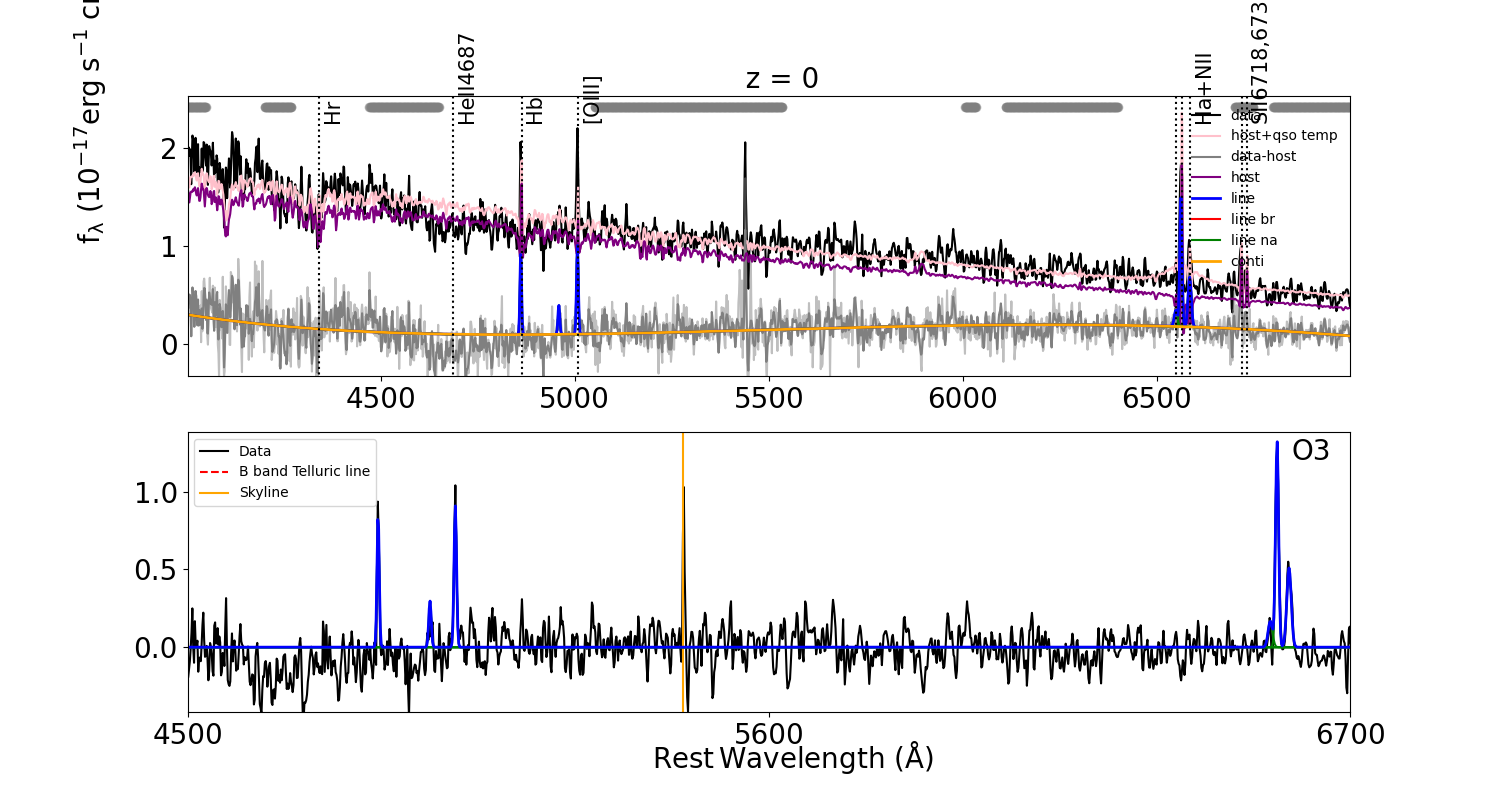 z = 0
f_λ (10⁻¹⁷erg s⁻¹ c
Hr
HeII4687
Hb
[OIII]
Ha+NII
SII6718,673
data
host+qso temp
data-host
host
line
line br
line na
conti
2
1
0
4500
5000
5500
6000
6500
O3
Data
B band Telluric line
Skyline
1.0
0.5
0.0
4500
5600
6700
Rest Wavelength (Å)